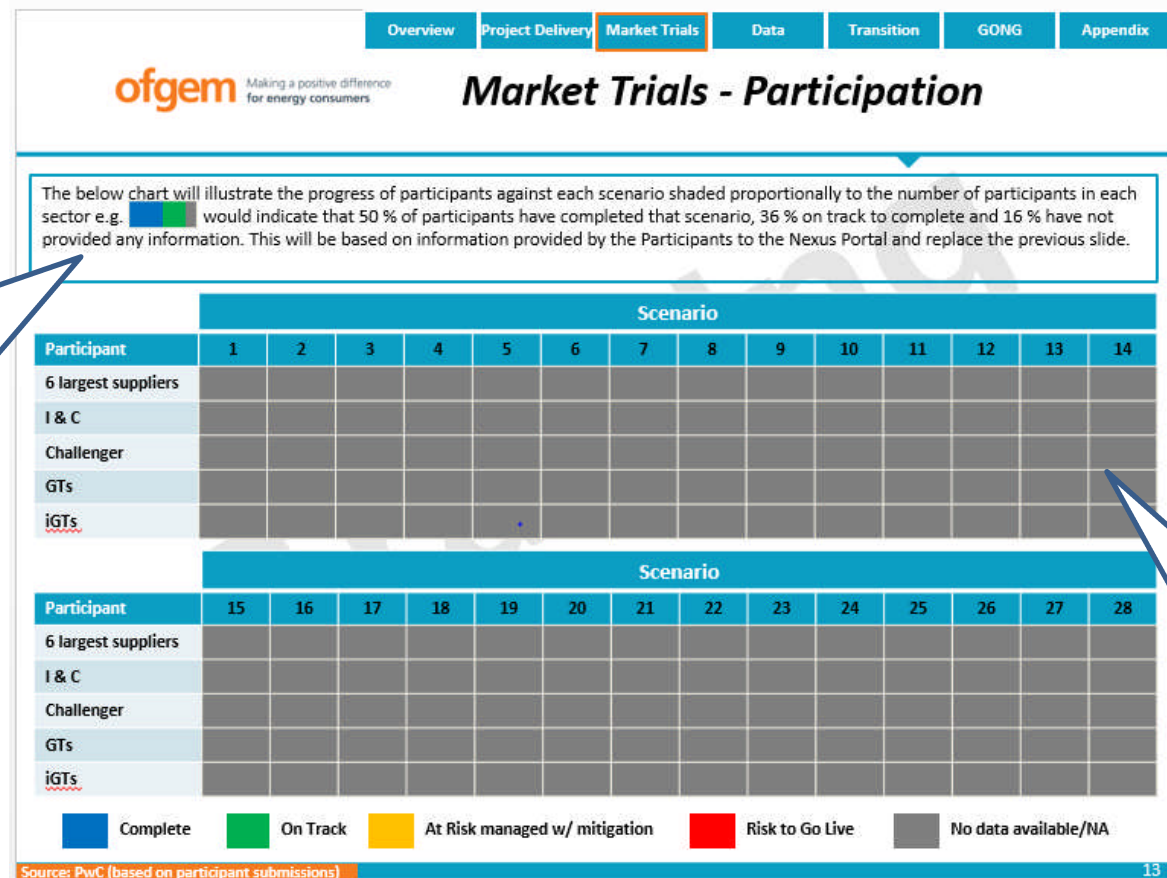 Overview Project Delivery Market Trials Data Transition GONG Appendix
ofgem Making a positive difference
for energy consumers
Market Trials - Participation
The below chart will illustrate the progress of participants against each scenario shaded proportionally to the number of participants in each
sector e.g. would indicate that 50 % of participants have completed that scenario, 36 % on track to complete and 16 % have not
provided any information. This will be based on information provided by the Participants to the Nexus Portal and replace the previous slide.
Scenario
Participant 1 2 3 4 5 6 7 8 9 10 11 12 13 14
6 largest suppliers
I & C
Challenger
GTs
iGTs
Scenario
Participant 15 16 17 18 19 20 21 22 23 24 25 26 27 28
6 largest suppliers
I & C
Challenger
GTs
iGTs
Complete On Track At Risk managed w/ mitigation Risk to Go Live No data available/NA
Source: PwC (based on participant submissions) 13